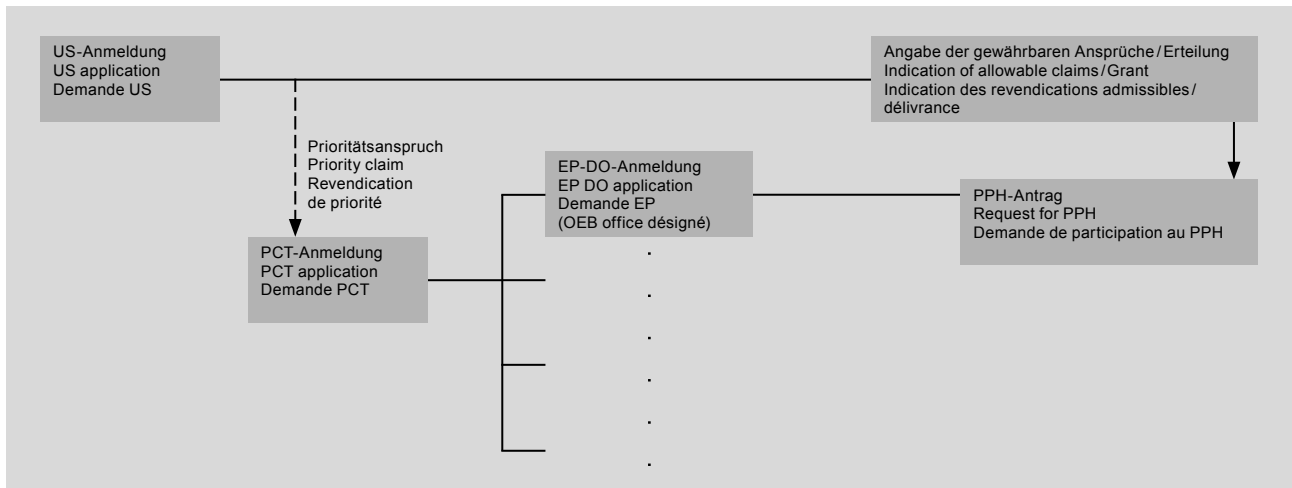 US-Anmeldung
US application
Demande US
Angabe der gewährbaren Ansprüche/Erteilung
Indication of allowable claims/Grant
Indication des revendications admissibles/
délivrance
Prioritätsanspruch
Priority claim
Revendication
de priorité
EP-DO-Anmeldung
EP DO application
Demande EP
(OEB office désigné)
PPH-Antrag
Request for PPH
Demande de participation au PPH
PCT-Anmeldung
PCT application
Demande PCT